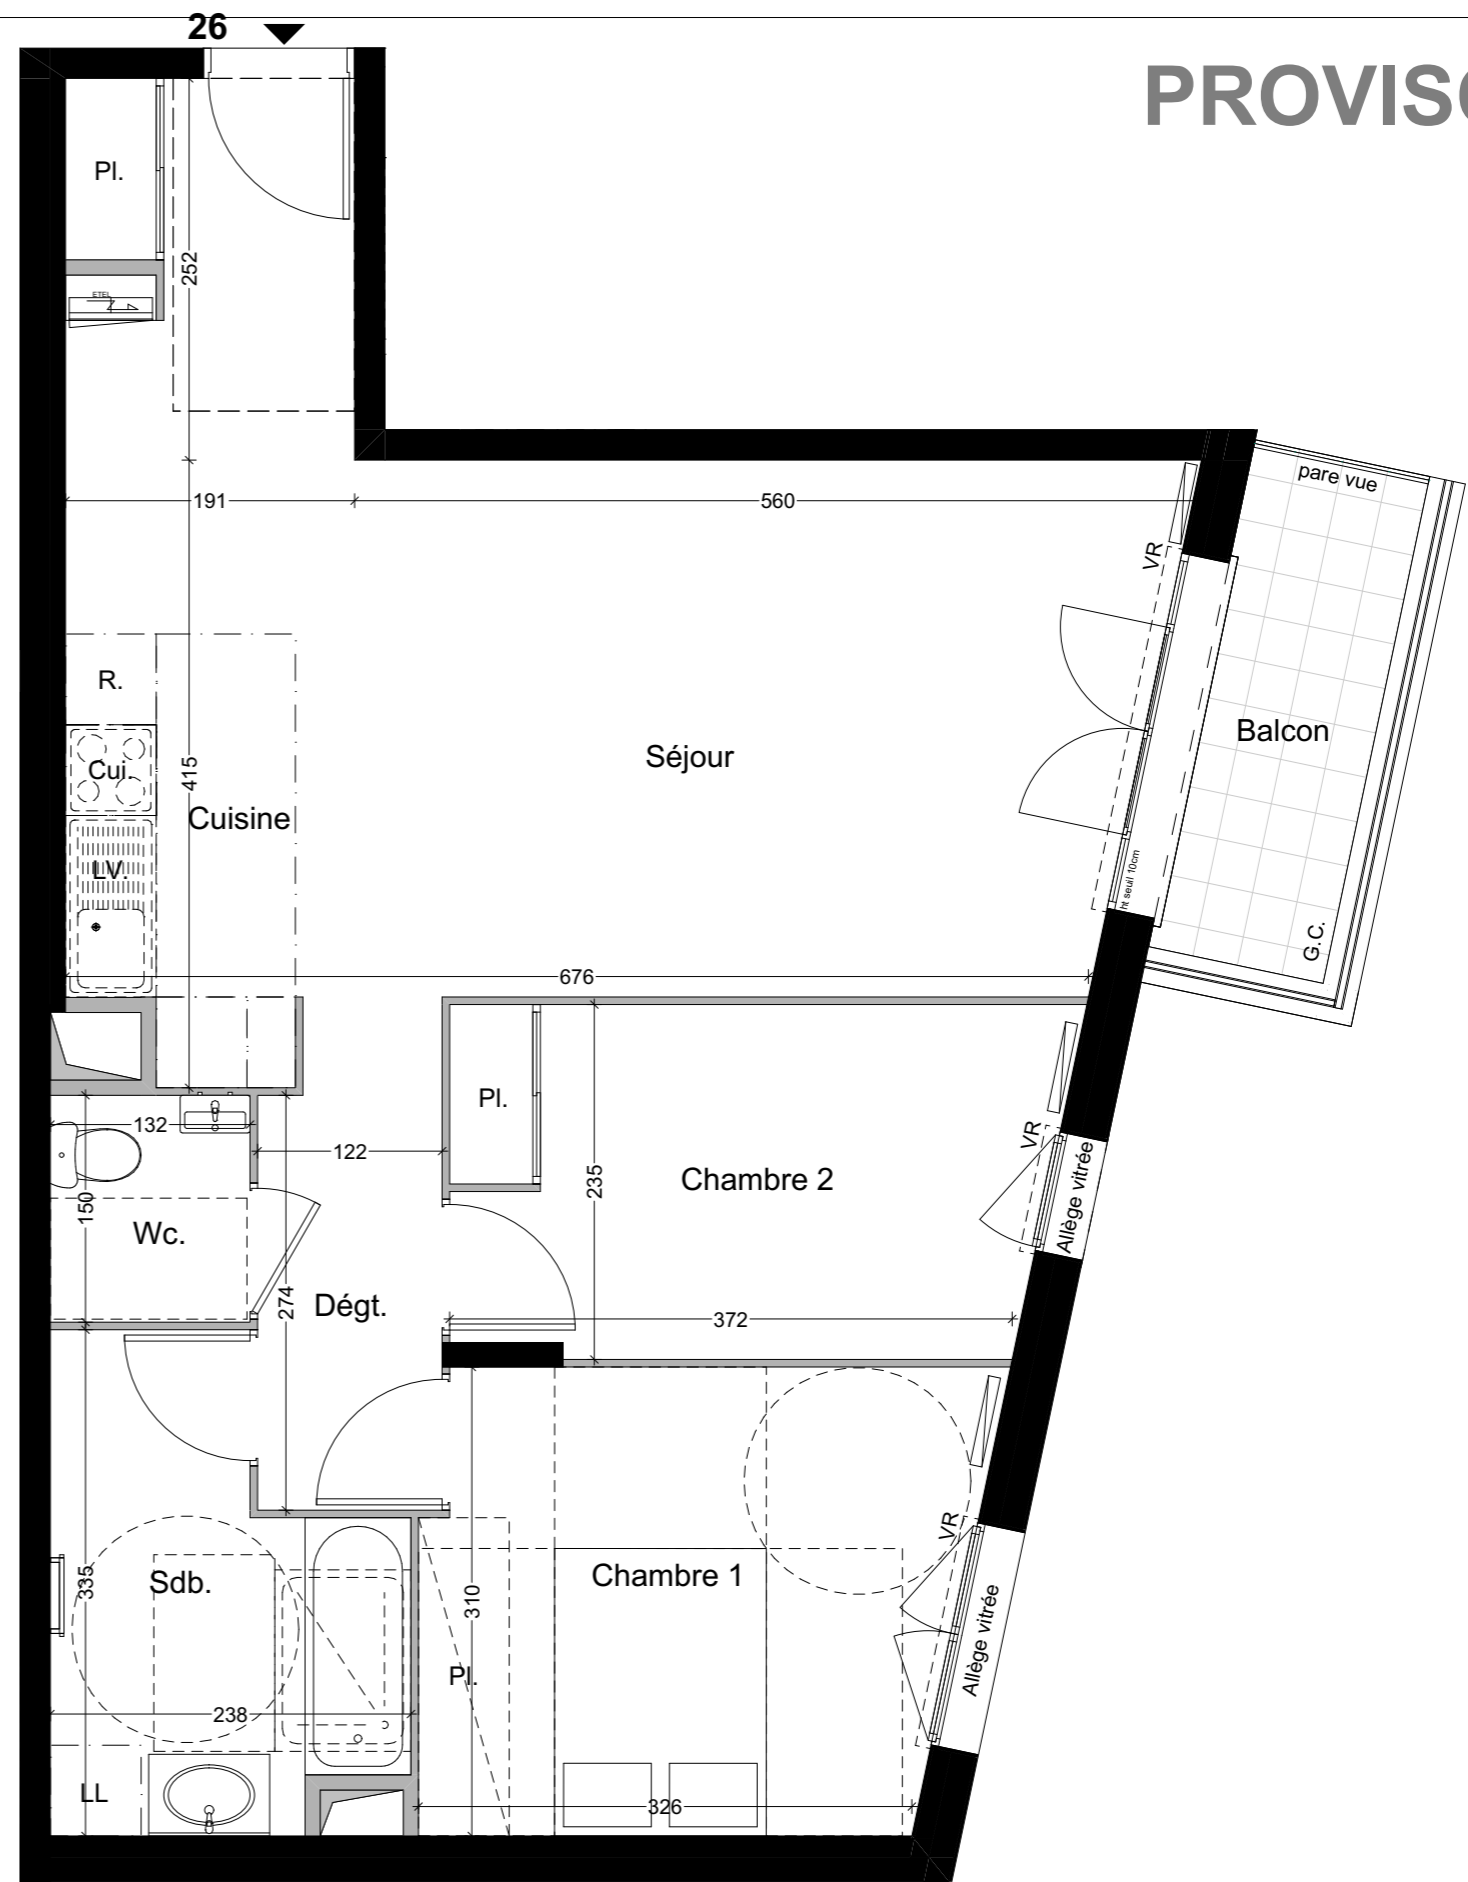 26
PROVISO
Pl.
252
ETEL
191
560
pare vue
VR
R.
Cui.
415
Séjour
Balcon
Cuisine
LV.
ht seuil 10cm
G.C.
676
Pl.
132
122
235
Chambre 2
VR
Allège vitrée
150
Wc.
274
Dégt.
372
335
Sdb.
310
Chambre 1
VR
Allège vitrée
Pl.
238
LL
326